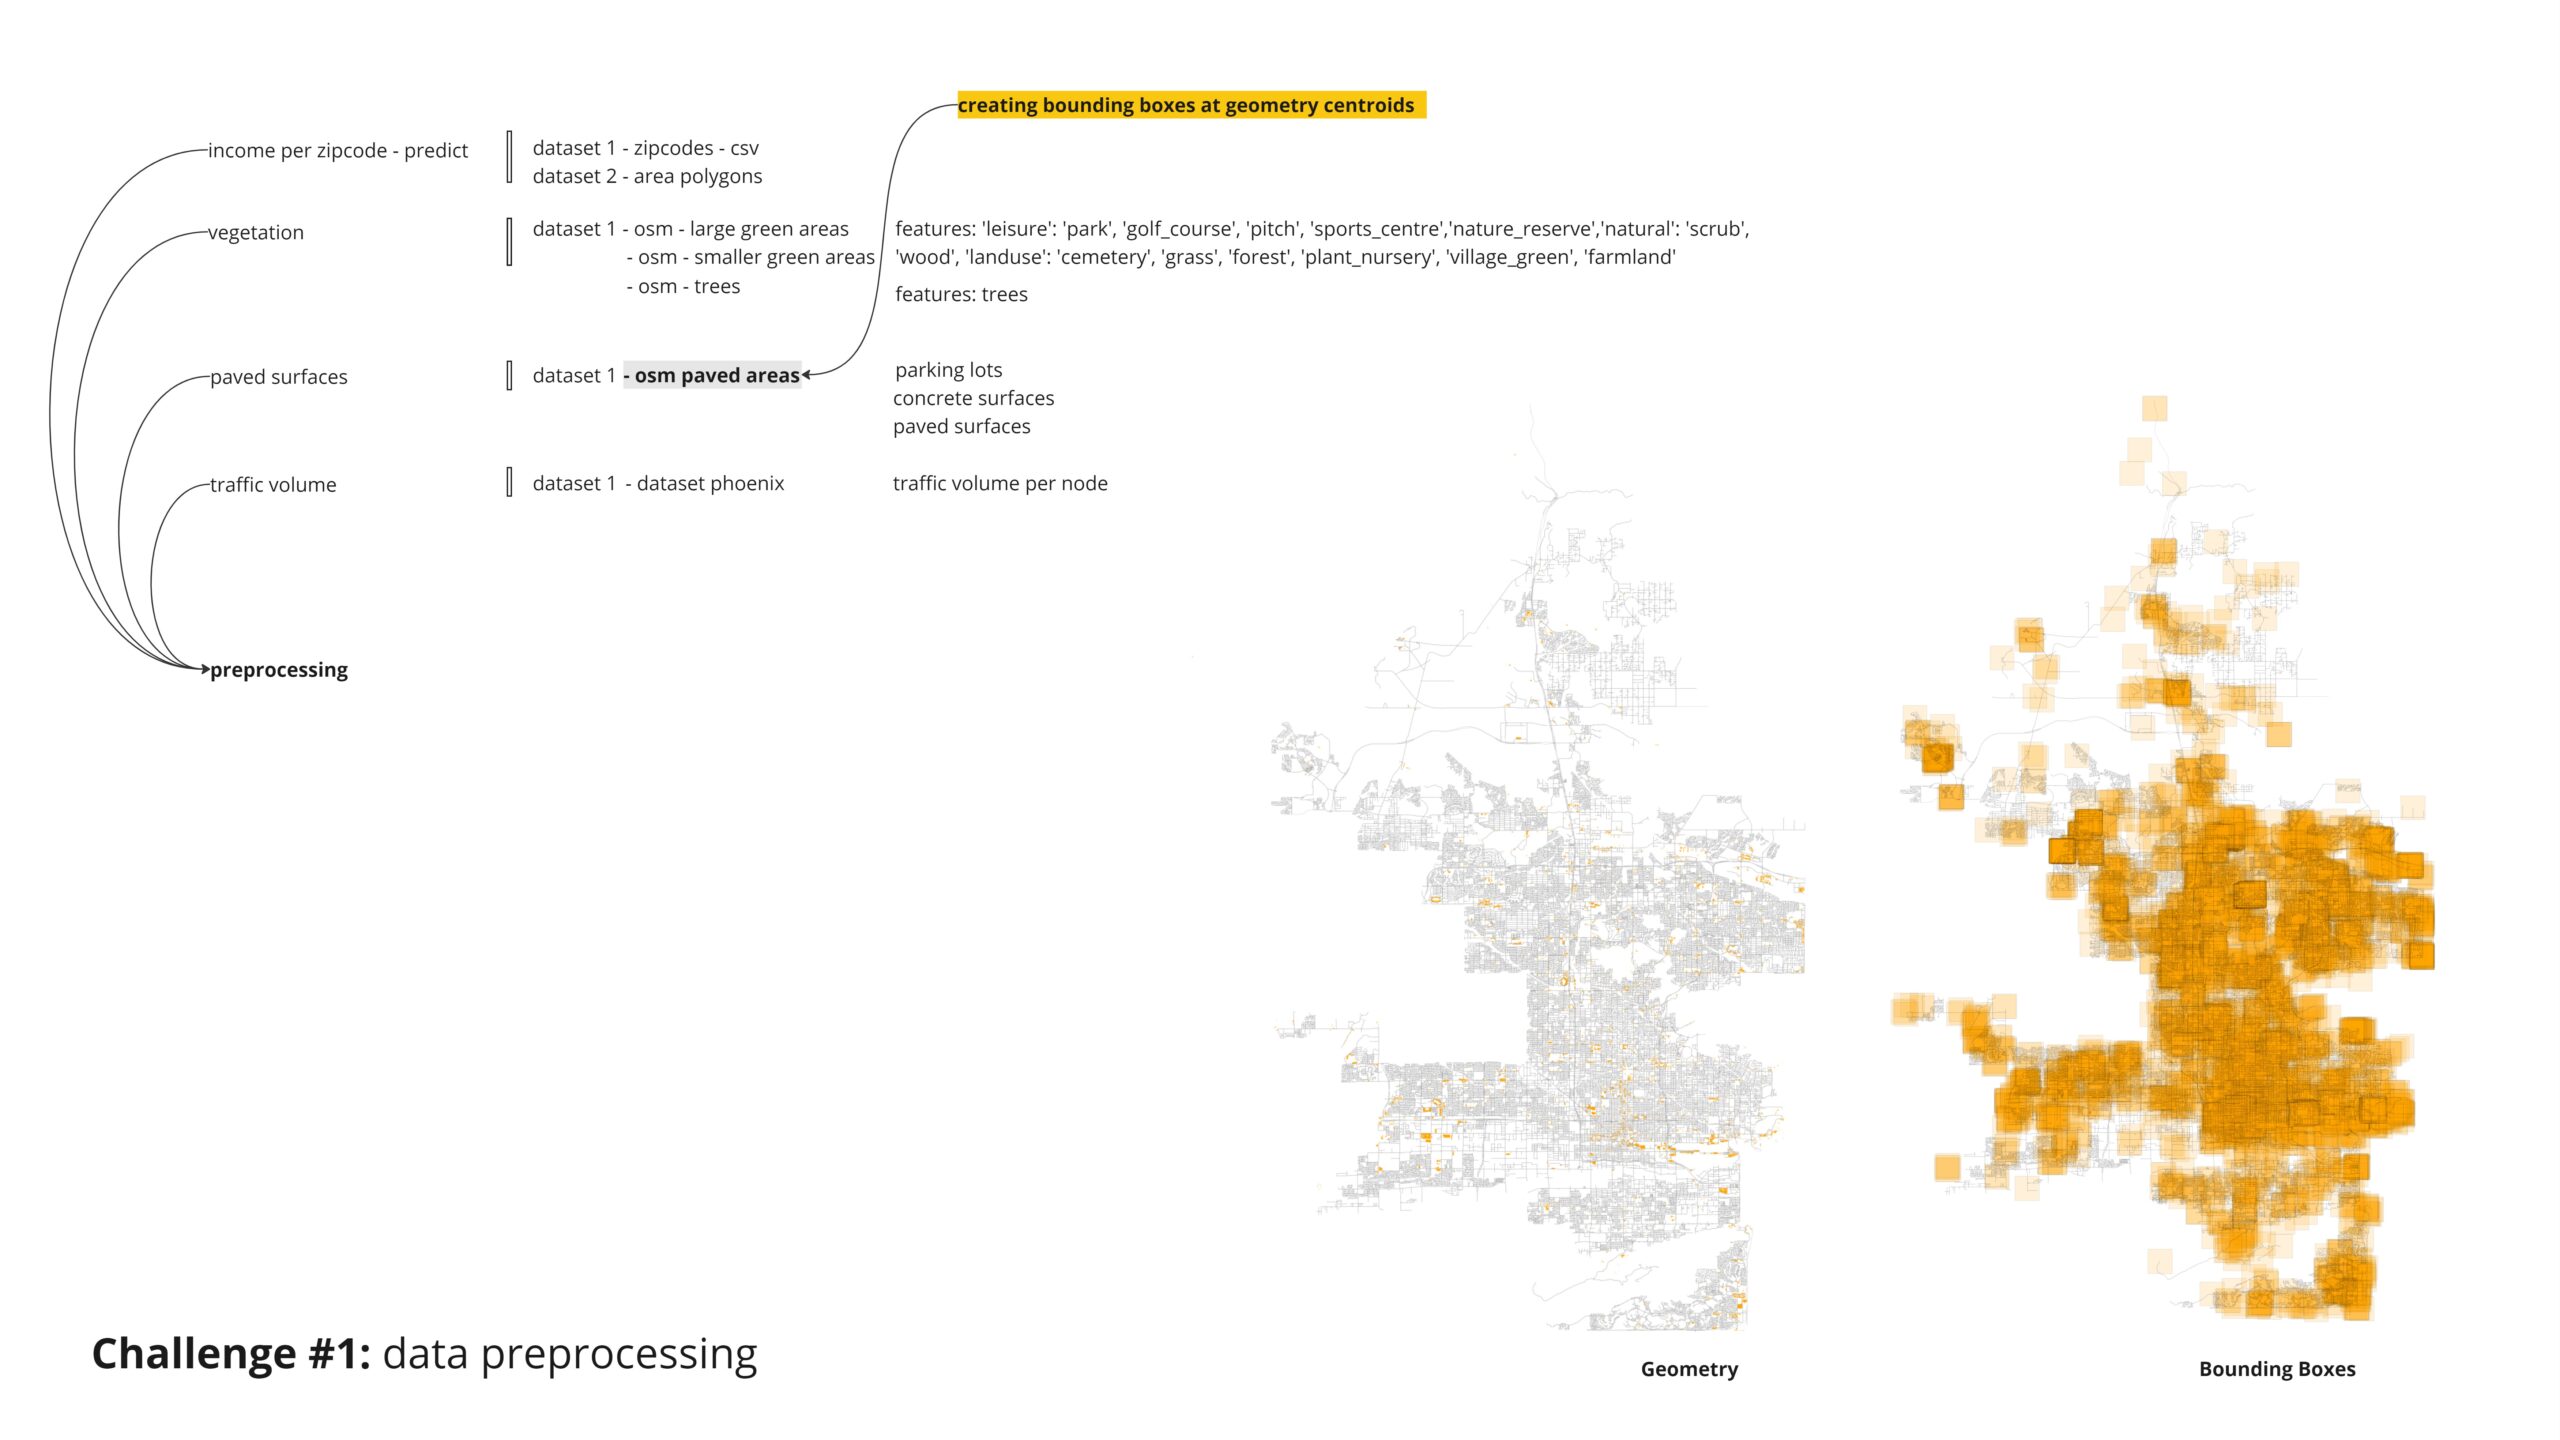 creating bounding boxes at geometry centroids
income per zipcode - predict
dataset 1 - zipcodes - csv
dataset 2 - area polygons
vegetation
dataset 1 - osm - large green areas
- osm - smaller green areas
- osm - trees
features: 'leisure': 'park', 'golf_course', 'pitch', 'sports_centre','nature_reserve','natural': 'scrub',
'wood', 'landuse': 'cemetery', 'grass', 'forest', 'plant_nursery', 'village_green', 'farmland'
features: trees
paved surfaces
dataset 1 - osm paved areas
parking lots
concrete surfaces
paved surfaces
traffic volume
dataset 1 - dataset phoenix
traffic volume per node
preprocessing
Challenge #1: data preprocessing
Geometry
Bounding Boxes